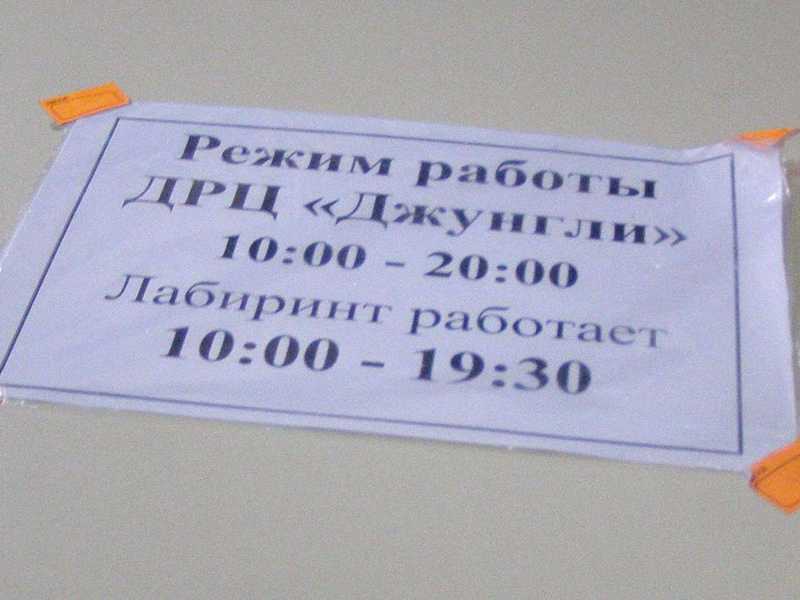 Режим работы
ДРЦ «Джунгли»
10:00 - 20:00
Лабиринт работает
10:00 - 19:30